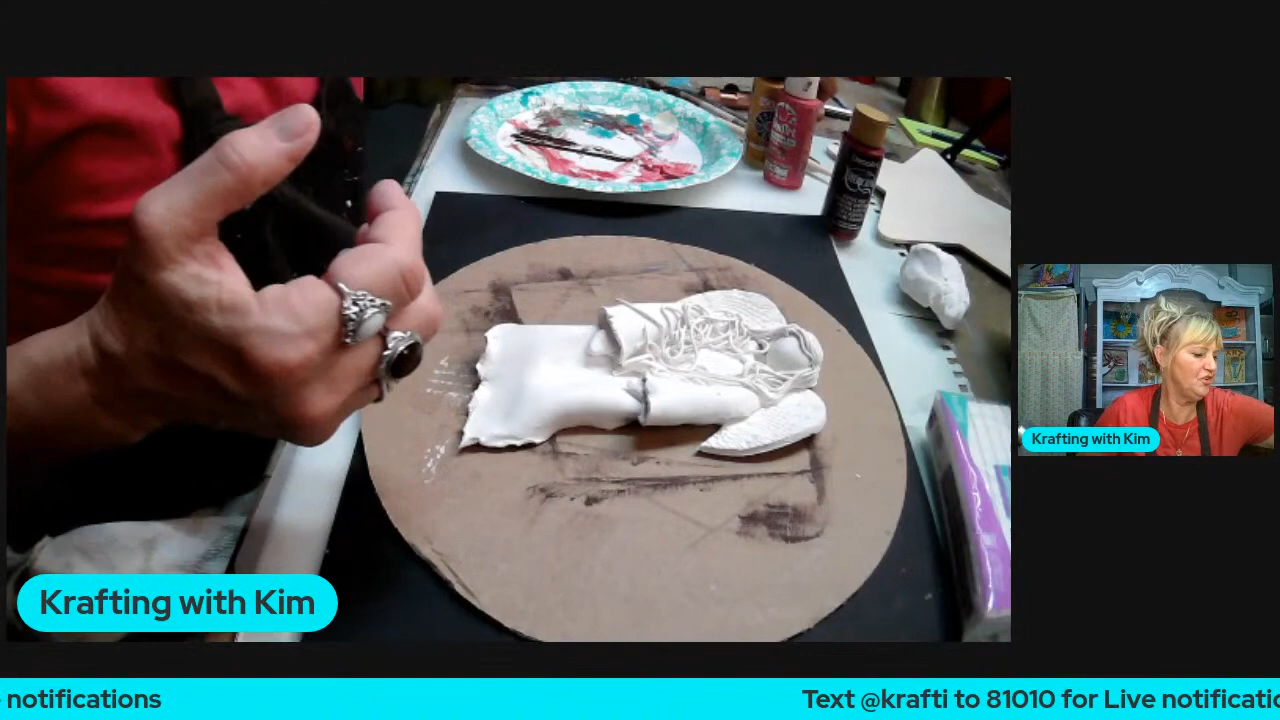 Krafting with Kim
Krafting with Kim
notifications
Text @krafti to 81010 for Live notificatio